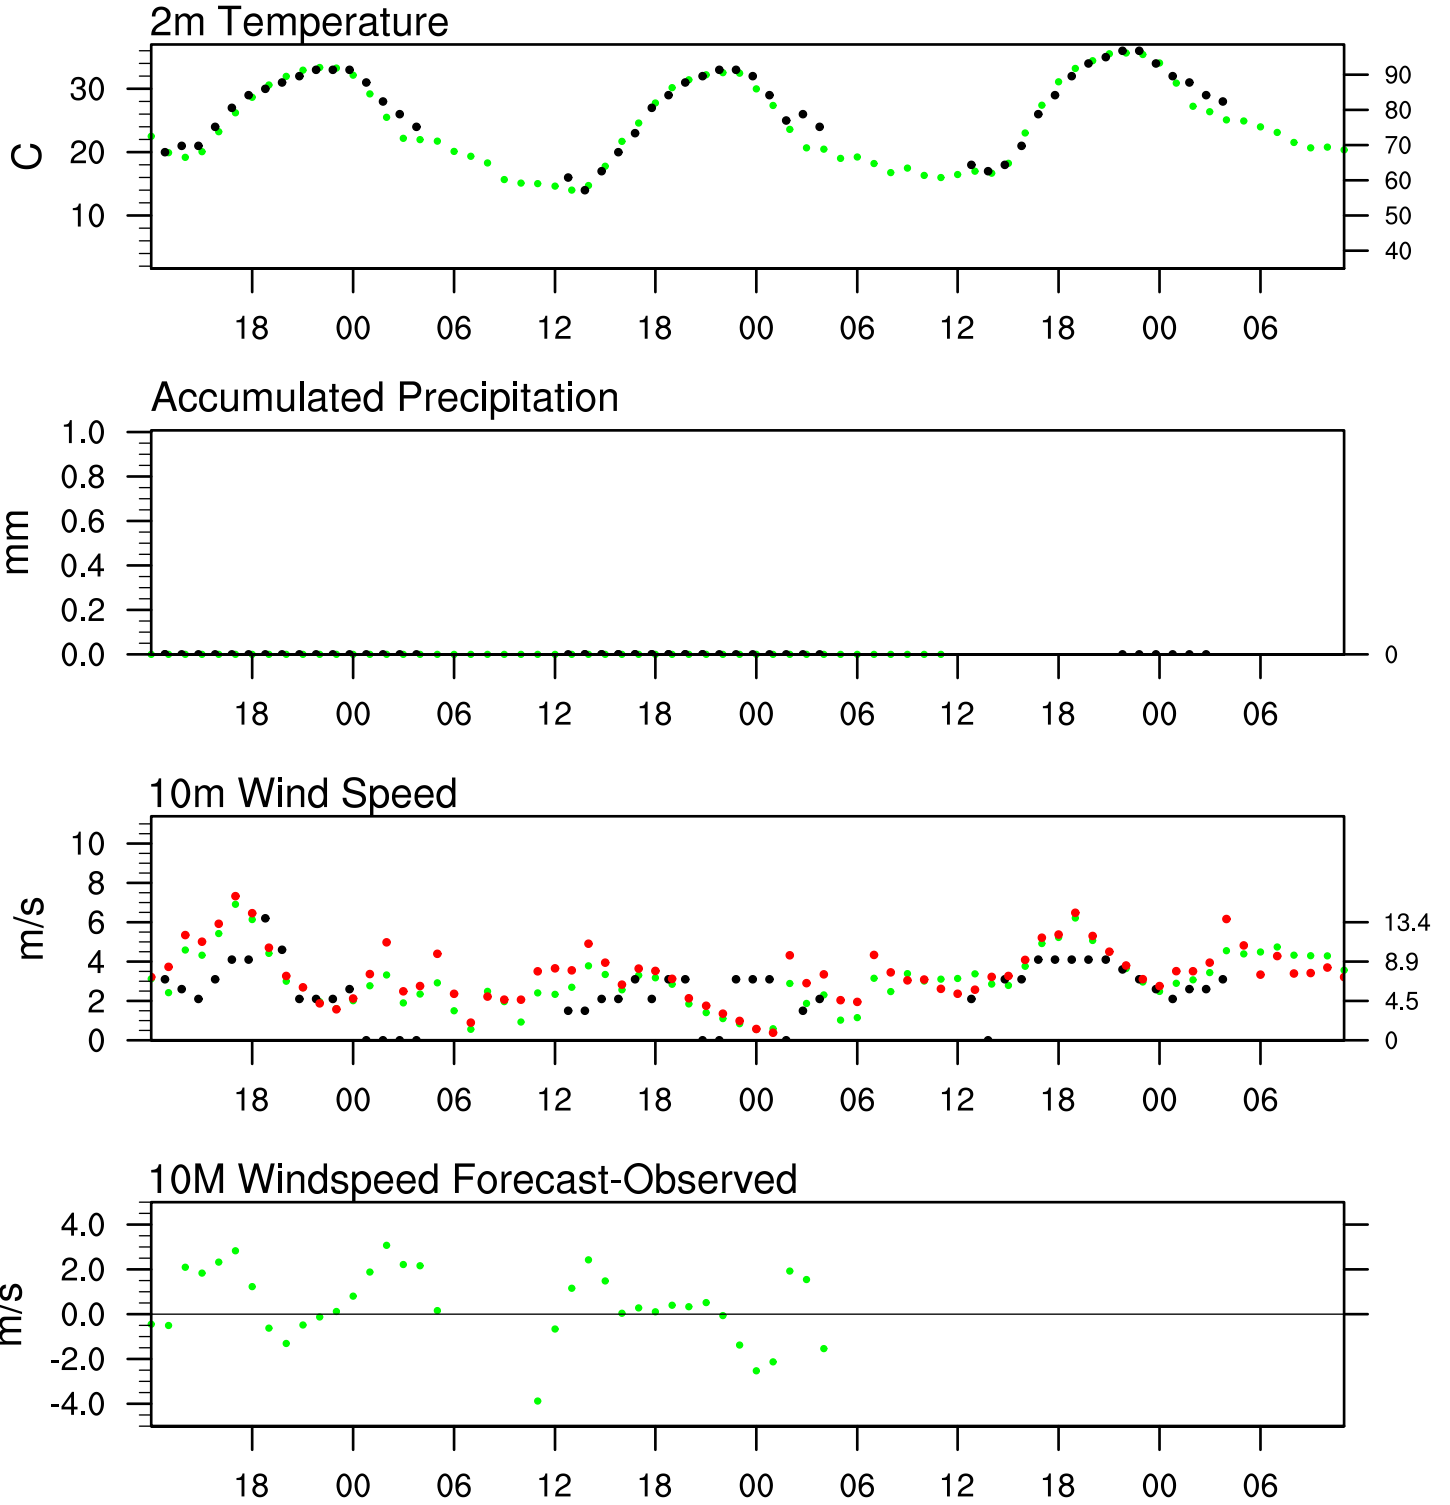 2m Temperature
30
20
10
C
90
80
70
60
50
40
18 00 06 12 18 00 06 12 18 00 06
Accumulated Precipitation
1.0
0.8
0.6
0.4
0.2
0.0
mm
0
18 00 06 12 18 00 06 12 18 00 06
10m Wind Speed
10
8
6
4
2
0
m/s
13.4
8.9
4.5
0
18 00 06 12 18 00 06 12 18 00 06
10M Windspeed Forecast-Observed
4.0
2.0
0.0
-2.0
-4.0
m/s
18 00 06 12 18 00 06 12 18 00 06